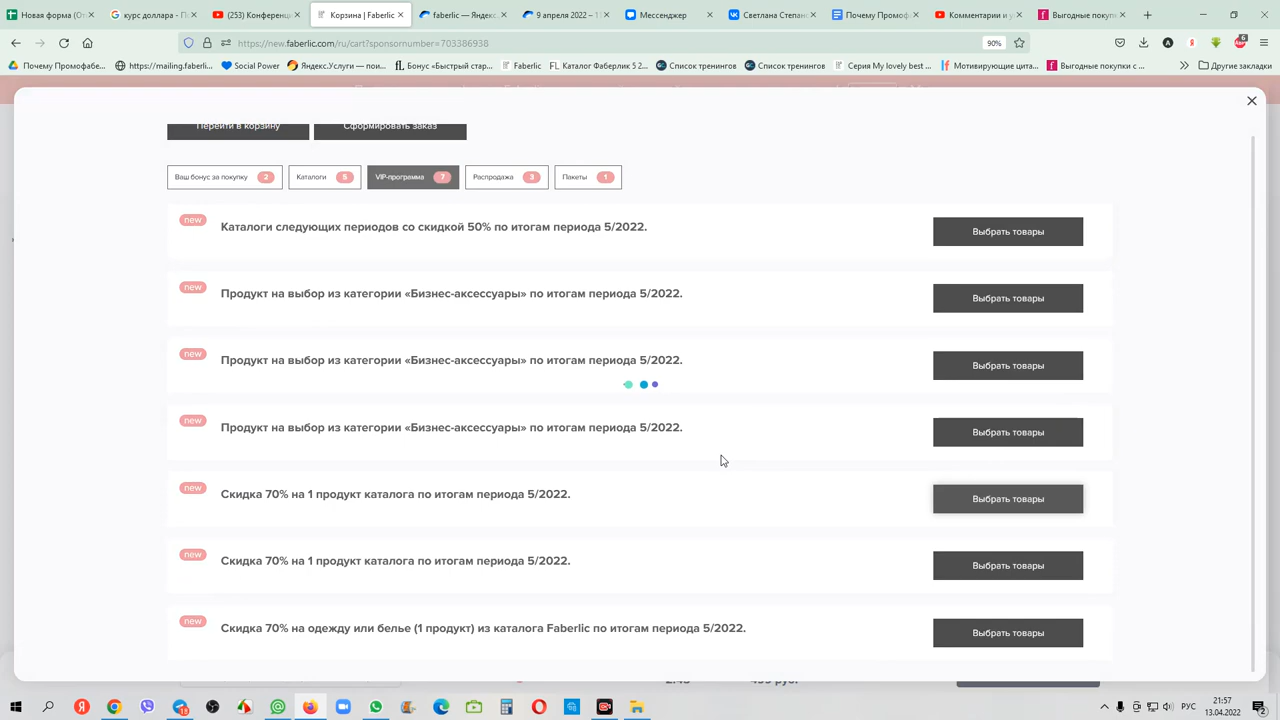 Новая форма (От
курс доллара - П
(253) Конференц
Корзина | Faberlic
faberlic — Яндекс.
9 апреля 2022 – 1
Мессенджер
Светлана Степан
Почему Промоф
Комментарии и у
Выгодные покупк
https://new.faberlic.com/ru/cart?sponsornumber=703386938
90%
6
Почему Промофабе...
https://mailing.faberli...
Social Power
Яндекс.Услуги — пои...
Бонус «Быстрый стар...
Faberlic
FL Каталог Фаберлик 5 2...
Список тренингов
Список тренингов
Серия My lovely best ...
Мотивирующие цита...
Выгодные покупки с ...
Другие закладки
Перейти в корзину
Сформировать заказ
Ваш бонус за покупку 2
Каталоги 5
VIP-программа 7
Распродажа 3
Пакеты 1
new Каталоги следующих периодов со скидкой 50% по итогам периода 5/2022. Выбрать товары
new Продукт на выбор из категории «Бизнес-аксессуары» по итогам периода 5/2022. Выбрать товары
new Продукт на выбор из категории «Бизнес-аксессуары» по итогам периода 5/2022. Выбрать товары
new Продукт на выбор из категории «Бизнес-аксессуары» по итогам периода 5/2022. Выбрать товары
new Скидка 70% на 1 продукт каталога по итогам периода 5/2022. Выбрать товары
new Скидка 70% на 1 продукт каталога по итогам периода 5/2022. Выбрать товары
new Скидка 70% на одежду или белье (1 продукт) из каталога Faberlic по итогам периода 5/2022. Выбрать товары
РУС
21:57
13.04.2022
2